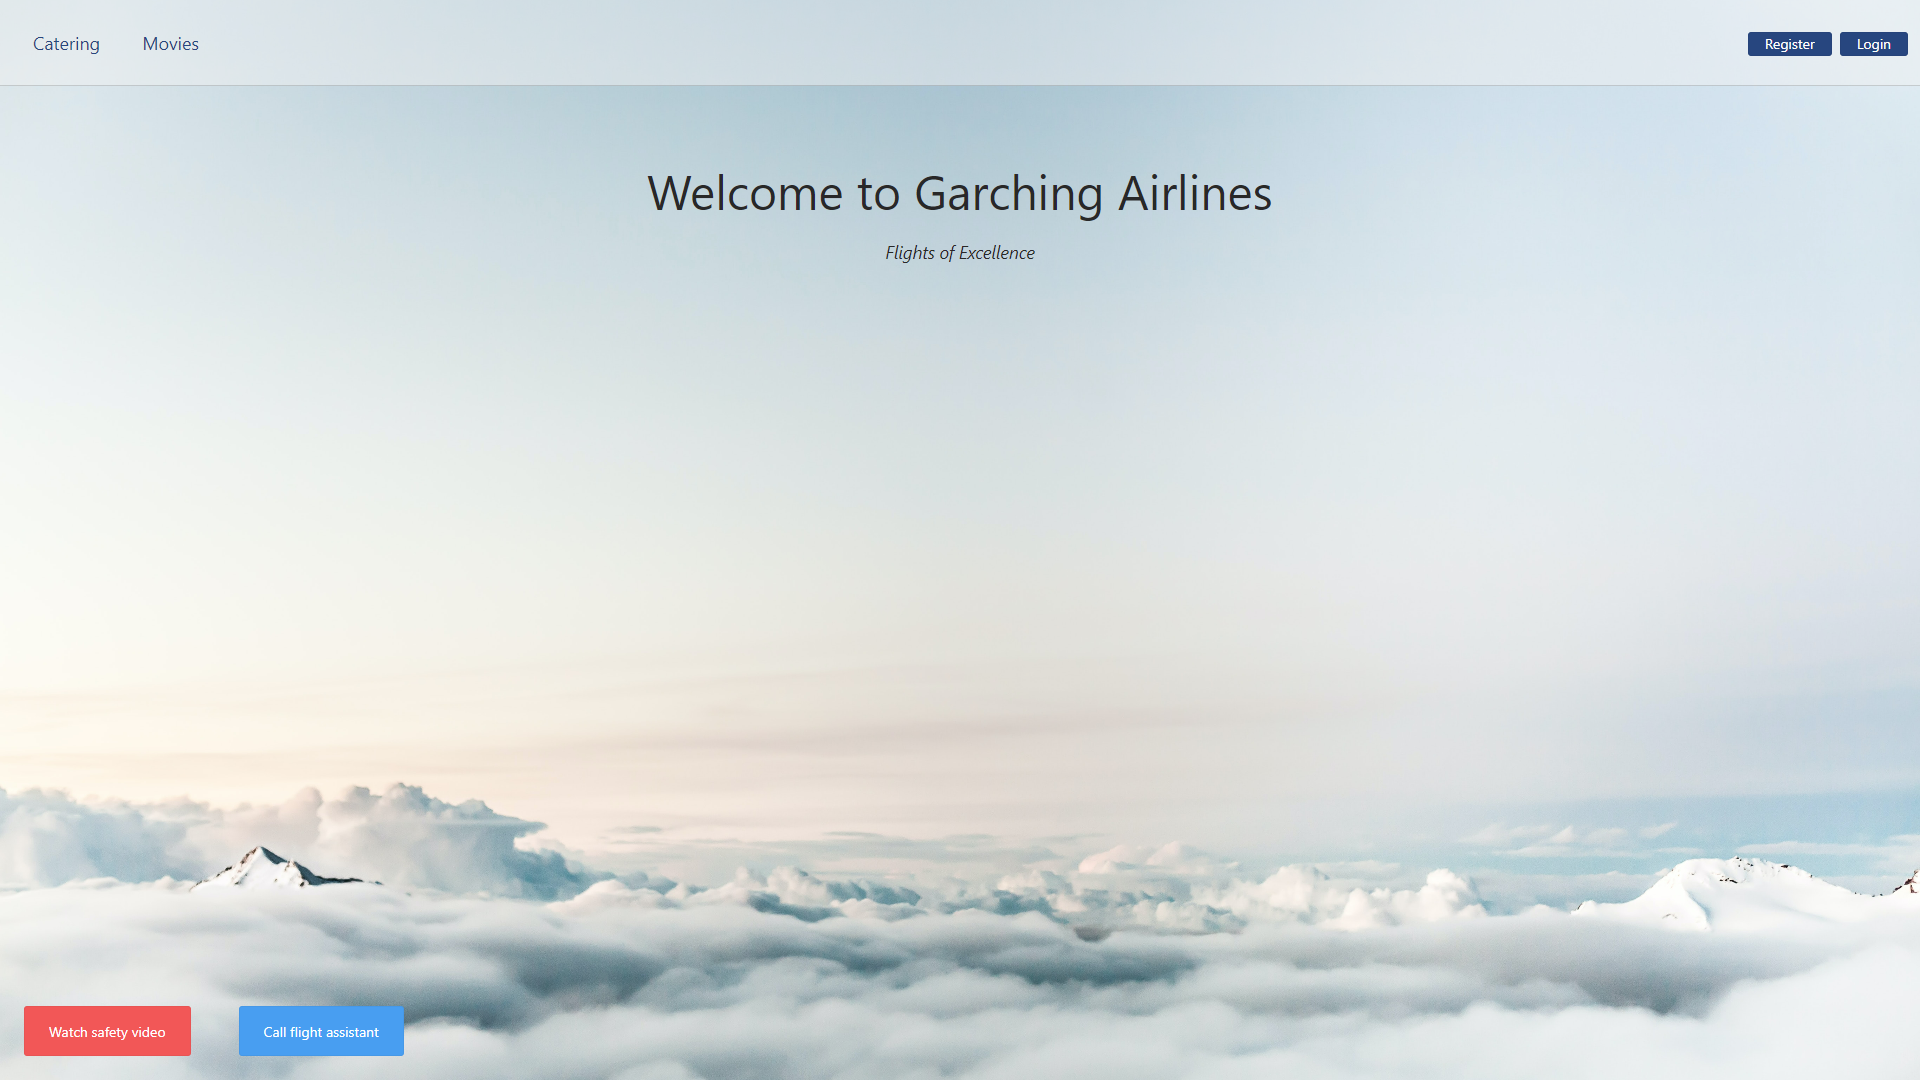 Catering Movies Register Login
Welcome to Garching Airlines
Flights of Excellence
Watch safety video Call flight assistant